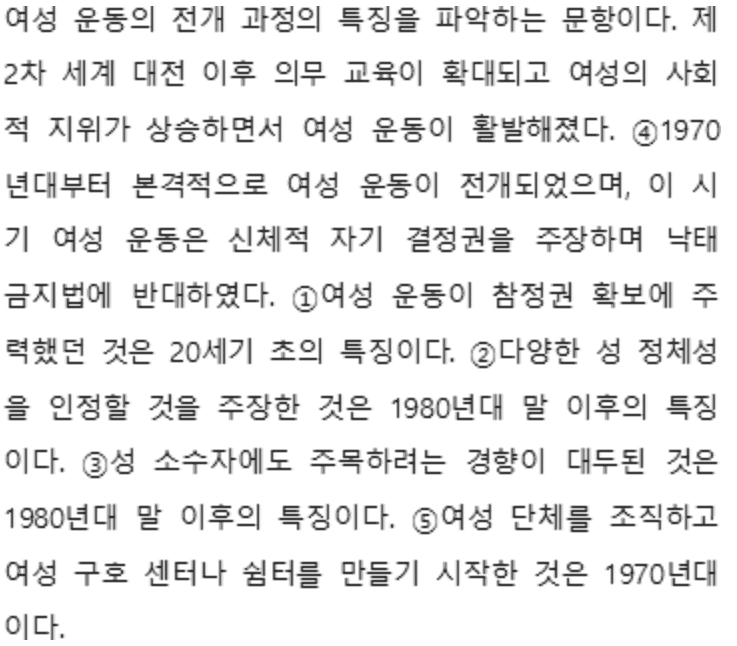 여성 운동의 전개 과정의 특징을 파악하는 문항이다. 제
2차 세계 대전 이후 의무 교육이 확대되고 여성의 사회
적 지위가 상승하면서 여성 운동이 활발해졌다. ④1970
년대부터 본격적으로 여성 운동이 전개되었으며, 이 시
기 여성 운동은 신체적 자기 결정권을 주장하며 낙태
금지법에 반대하였다. ①여성 운동이 참정권 확보에 주
력했던 것은 20세기 초의 특징이다. ②다양한 성 정체성
을 인정할 것을 주장한 것은 1980년대 말 이후의 특징
이다. ③성 소수자에도 주목하려는 경향이 대두된 것은
1980년대 말 이후의 특징이다. ⑤여성 단체를 조직하고
여성 구호 센터나 쉼터를 만들기 시작한 것은 1970년대
이다.